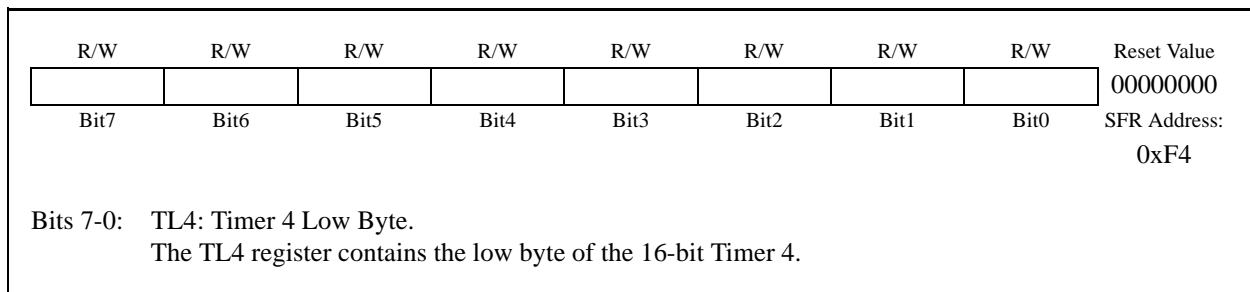 R/W R/W R/W R/W R/W R/W R/W R/W Reset Value
00000000
Bit7 Bit6 Bit5 Bit4 Bit3 Bit2 Bit1 Bit0 SFR Address:
0xF4
Bits 7-0: TL4: Timer 4 Low Byte.
The TL4 register contains the low byte of the 16-bit Timer 4.